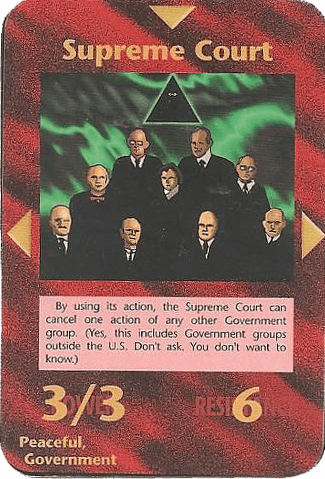 Supreme Court
By using its action, the Supreme Court can
cancel one action of any other Government
group. (Yes, this includes Government groups
outside the U.S. Don't ask. You don't want to
know.)
3/3 6
Peaceful,
Government